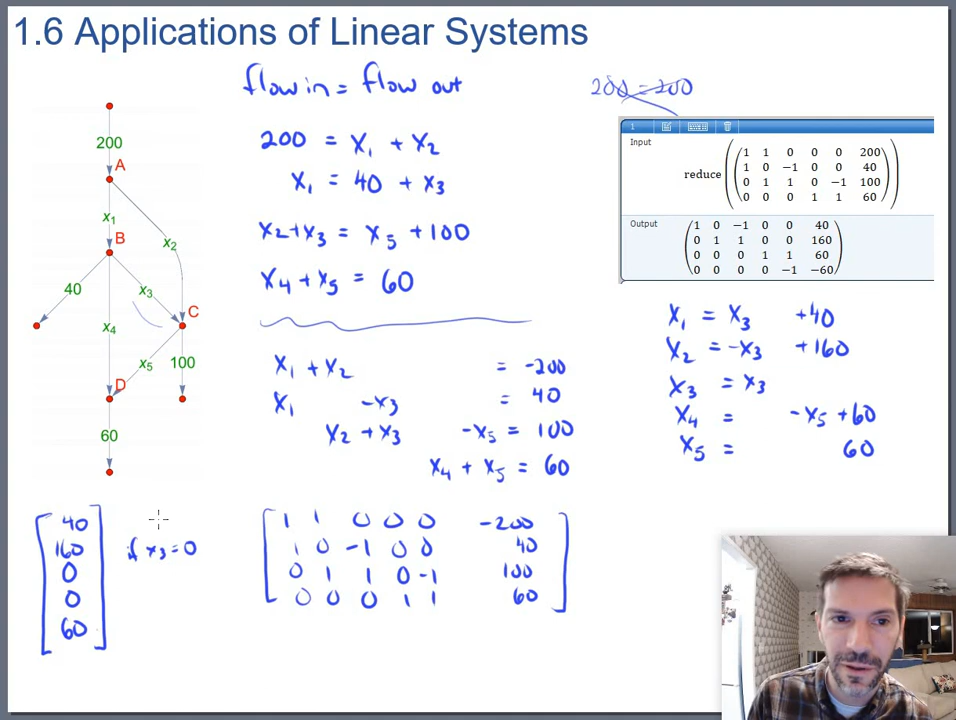 1.6 Applications of Linear Systems
flow in = flow out
200 = 200
200 = x₁ + x₂
x₁ = 40 + x₃
x₂+x₃ = x₅ +100
x₄ + x₅ = 60
200
A
x₁
x₂
B
40
x₃
C
x₄
x₅
100
D
60
1
Input
reduce
1 1 0 0 0 200
1 0 −1 0 0 40
0 1 1 0 −1 100
0 0 0 1 1 60
Output
1 0 −1 0 0 40
0 1 1 0 0 160
0 0 0 1 1 60
0 0 0 0 −1 −60
x₁ + x₂ = -200
x₁ -x₃ = 40
x₂ + x₃ -x₅ = 100
x₄ + x₅ = 60
x₁ = x₃ +40
x₂ = -x₃ +160
x₃ = x₃
x₄ = -x₅ +60
x₅ = 60
40
160
0
0
60
if x₃=0
1 1 0 0 0 -200
1 0 -1 0 0 40
0 1 1 0 -1 100
0 0 0 1 1 60